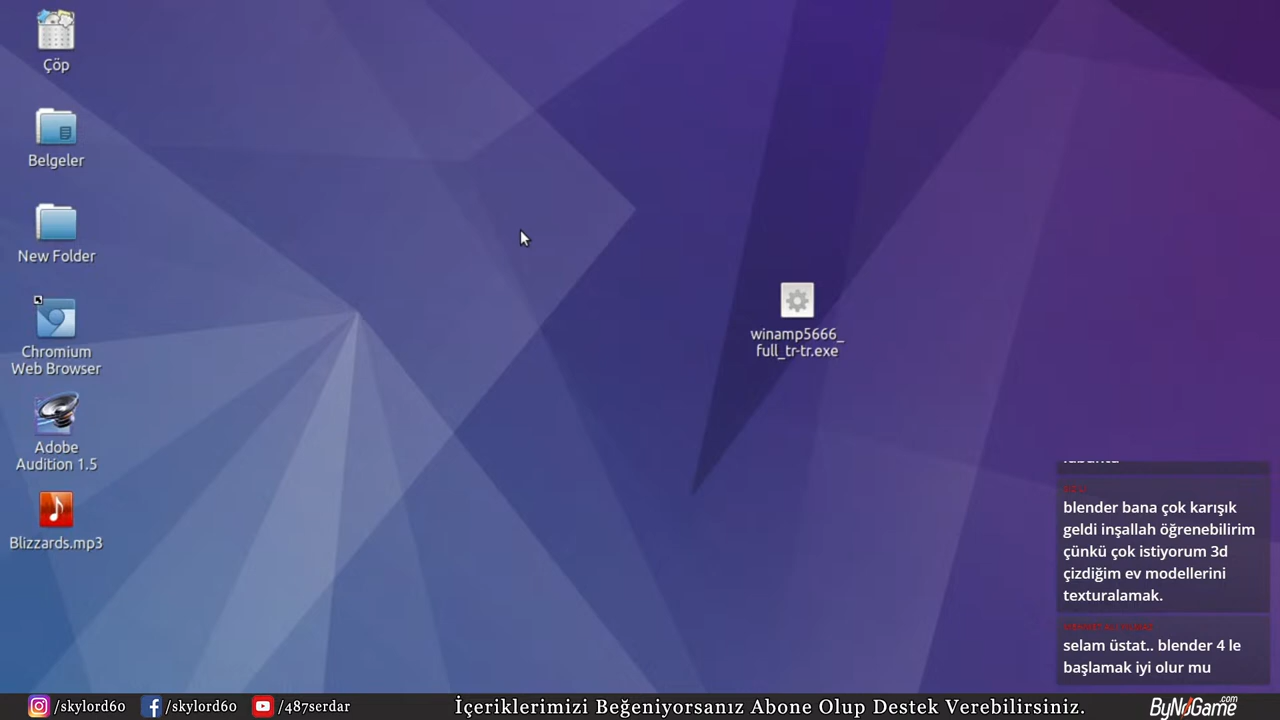 Çöp
Belgeler
New Folder
Chromium
Web Browser
Adobe
Audition 1.5
Blizzards.mp3
winamp5666_
full_tr-tr.exe
blender bana çok karışık
geldi inşallah öğrenebilirim
çünkü çok istiyorum 3d
çizdiğim ev modellerini
texturalamak.
selam üstat.. blender 4 le
başlamak iyi olur mu
/skylord60
/skylord60
/487serdar
İçeriklerimizi Beğeniyorsanız Abone Olup Destek Verebilirsiniz.
ByNoGame.com